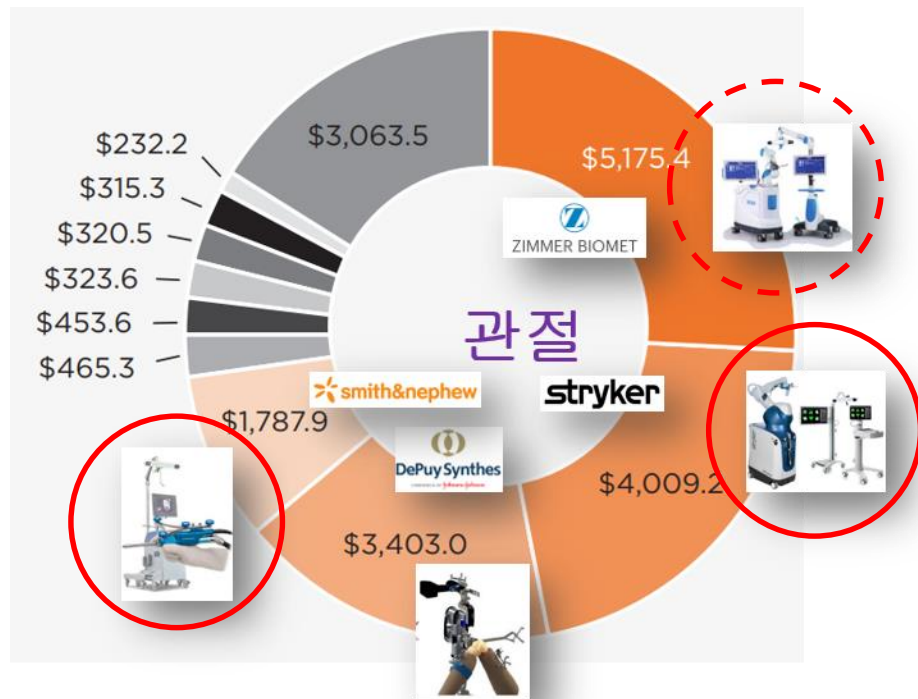 $3,063.5
$5,175.4
$232.2
$315.3
$320.5
$323.6
$453.6
$465.3
ZIMMER BIOMET
관절
smith&nephew
stryker
$1,787.9
DePuy Synthes
$4,009.2
$3,403.0